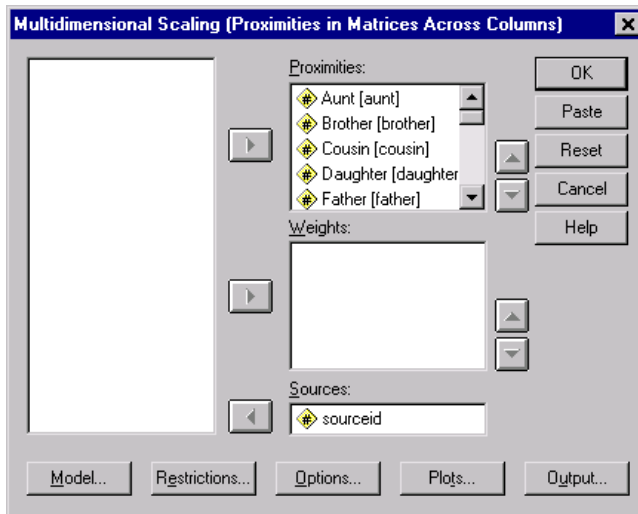 Multidimensional Scaling (Proximities in Matrices Across Columns)
Proximities:
# Aunt [aunt]
# Brother [brother]
# Cousin [cousin]
# Daughter [daughter
# Father [father]
Weights:
Sources:
# sourceid
OK
Paste
Reset
Cancel
Help
Model... Restrictions... Options... Plots... Output...